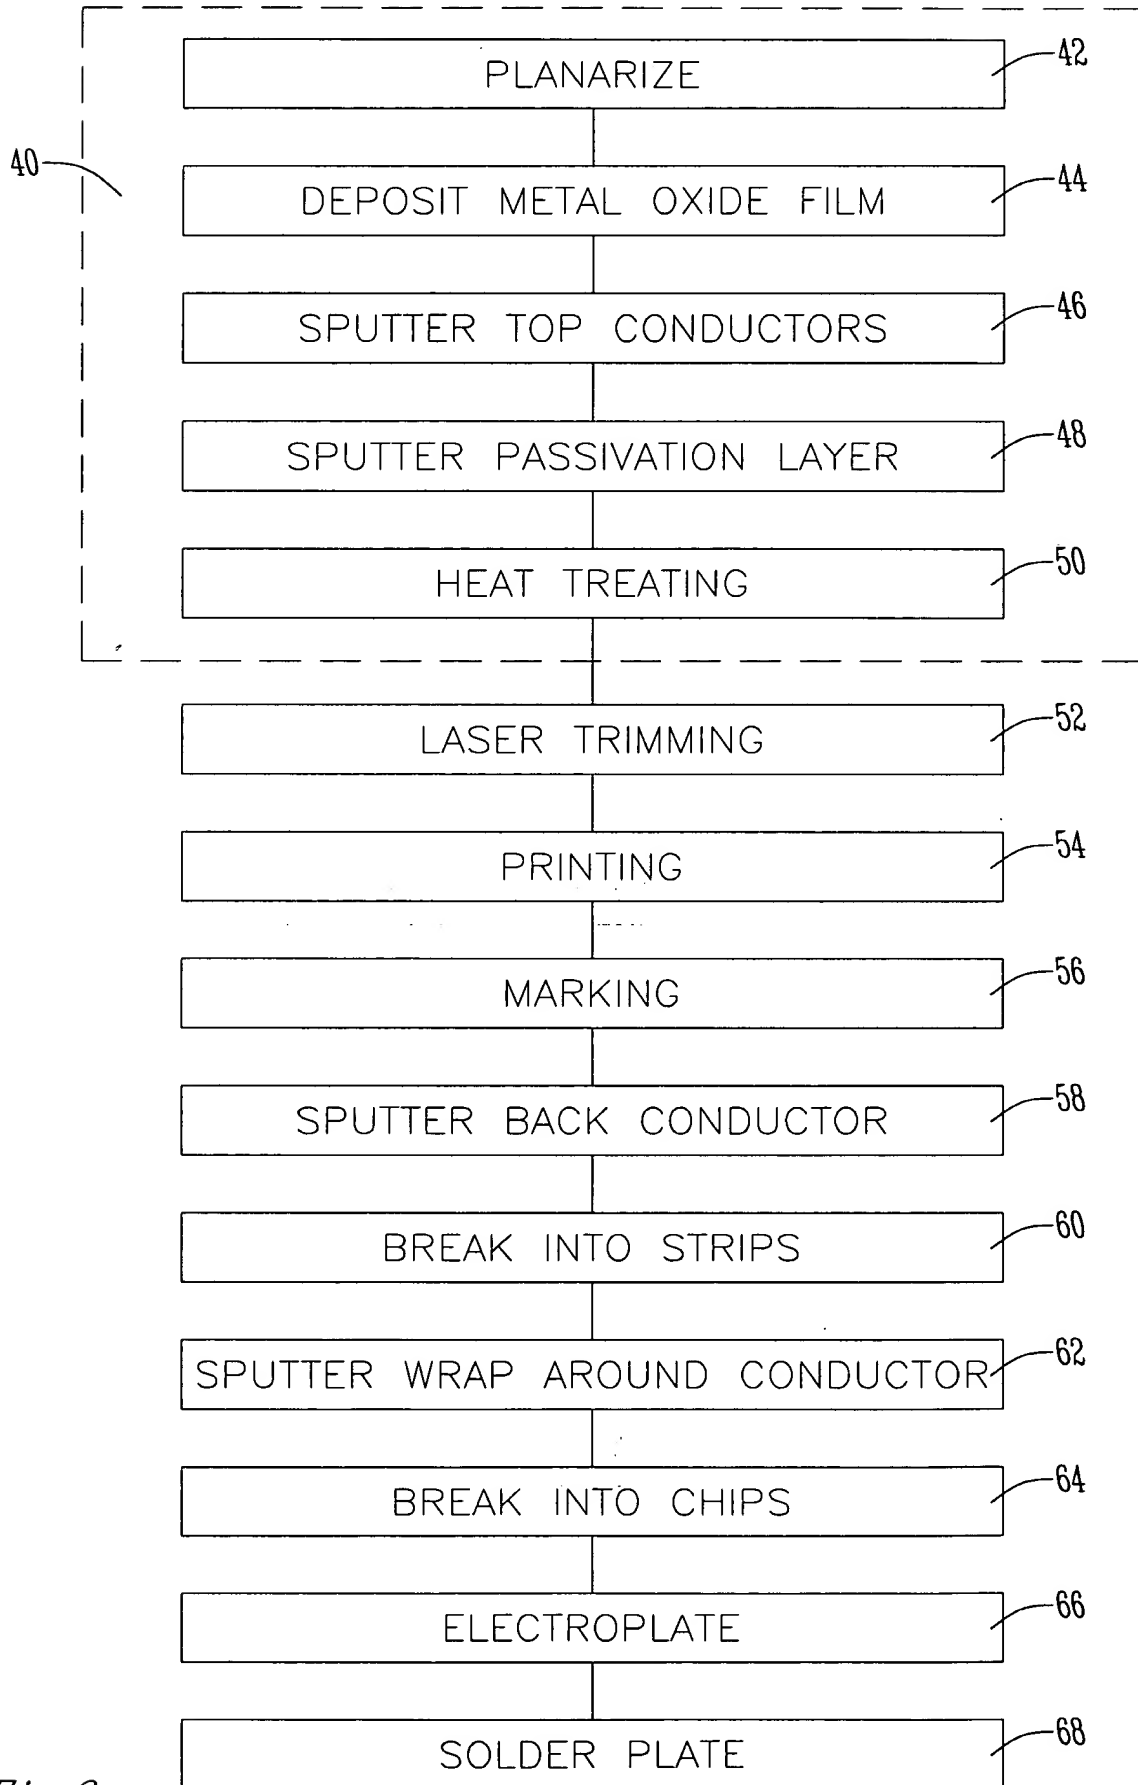 PLANARIZE 42
40
DEPOSIT METAL OXIDE FILM 44
SPUTTER TOP CONDUCTORS 46
SPUTTER PASSIVATION LAYER 48
HEAT TREATING 50
LASER TRIMMING 52
PRINTING 54
MARKING 56
SPUTTER BACK CONDUCTOR 58
BREAK INTO STRIPS 60
SPUTTER WRAP AROUND CONDUCTOR 62
BREAK INTO CHIPS 64
ELECTROPLATE 66
SOLDER PLATE 68